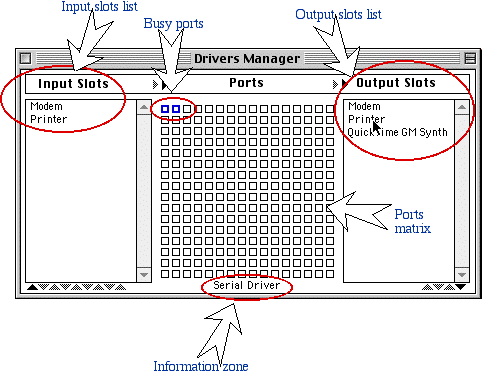 Input slots list
Output slots list
Busy ports
Drivers Manager
Input Slots
Ports
Output Slots
Modem
Printer
Modem
Printer
QuickTime GM Synth
Ports
matrix
Serial Driver
Information zone